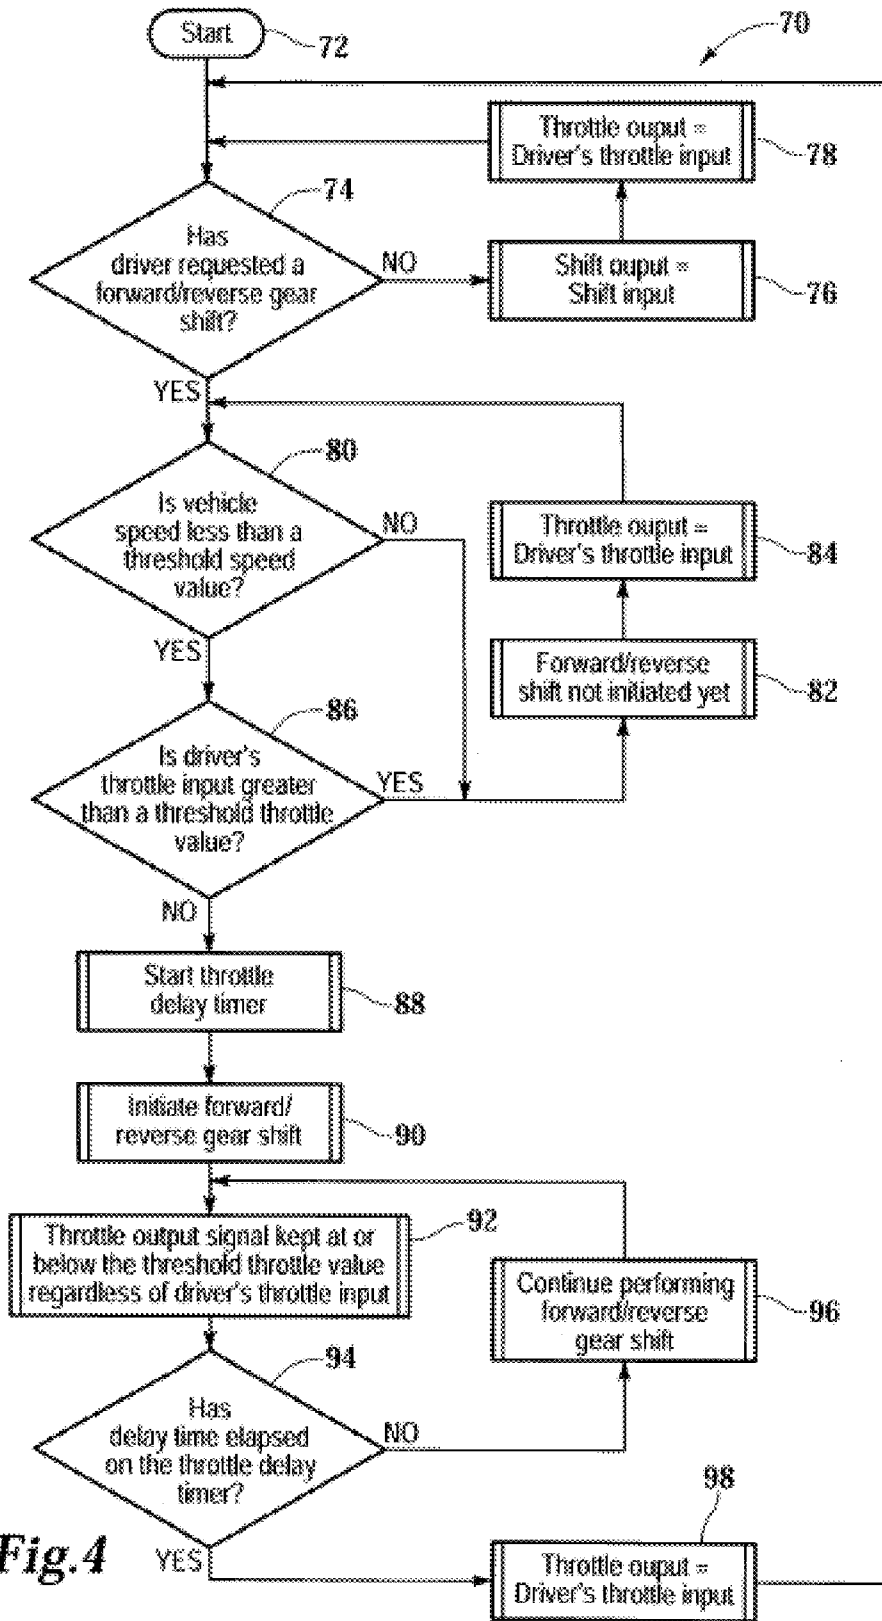 Start
72
70
Throttle ouput =
Driver's throttle input
78
74
Has
driver requested a
forward/reverse gear
shift?
NO
Shift ouput =
Shift input
76
YES
80
Is vehicle
speed less than a
threshold speed
value?
NO
Throttle ouput =
Driver's throttle input
84
YES
Forward/reverse
shift not initiated yet
82
86
Is driver's
throttle input greater
than a threshold throttle
value?
YES
NO
Start throttle
delay timer
88
Initiate forward/
reverse gear shift
90
92
Throttle output signal kept at or
below the threshold throttle value
regardless of driver's throttle input
Continue performing
forward/reverse
gear shift
96
94
Has
delay time elapsed
on the throttle delay
timer?
NO
98
Fig.4
YES
Throttle ouput =
Driver's throttle input